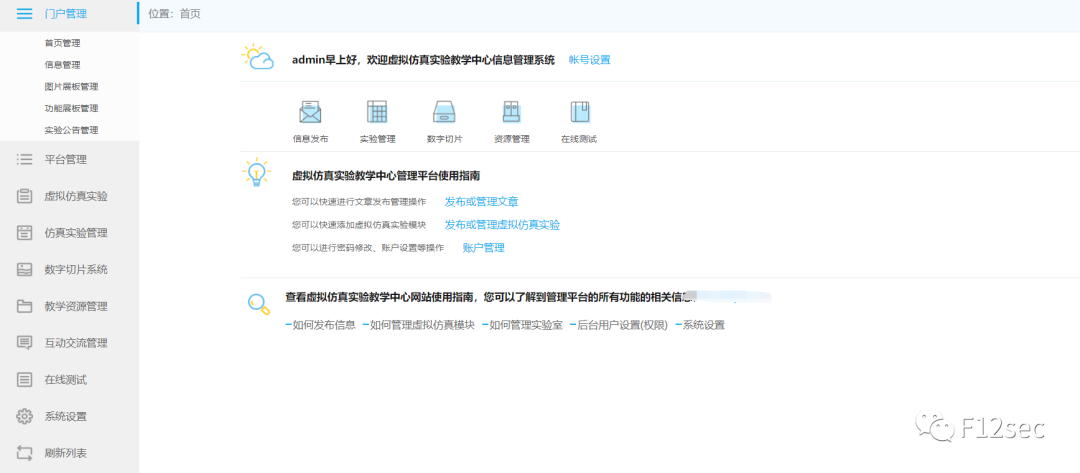 门户管理
位置：首页
首页管理
信息管理
图片展板管理
功能展板管理
实验公告管理
平台管理
虚拟仿真实验
仿真实验管理
数字切片系统
教学资源管理
互动交流管理
在线测试
系统设置
刷新列表
admin早上好，欢迎虚拟仿真实验教学中心信息管理系统 帐号设置
信息发布 实验管理 数字切片 资源管理 在线测试
虚拟仿真实验教学中心管理平台使用指南
您可以快速进行文章发布管理操作 发布或管理文章
您可以快速添加虚拟仿真实验模块 发布或管理虚拟仿真实验
您可以进行密码修改、账户设置等操作 账户管理
查看虚拟仿真实验教学中心网站使用指南，您可以了解到管理平台的所有功能的相关信息
如何发布信息 如何管理虚拟仿真模块 如何管理实验室 后台用户设置(权限) 系统设置
F12sec